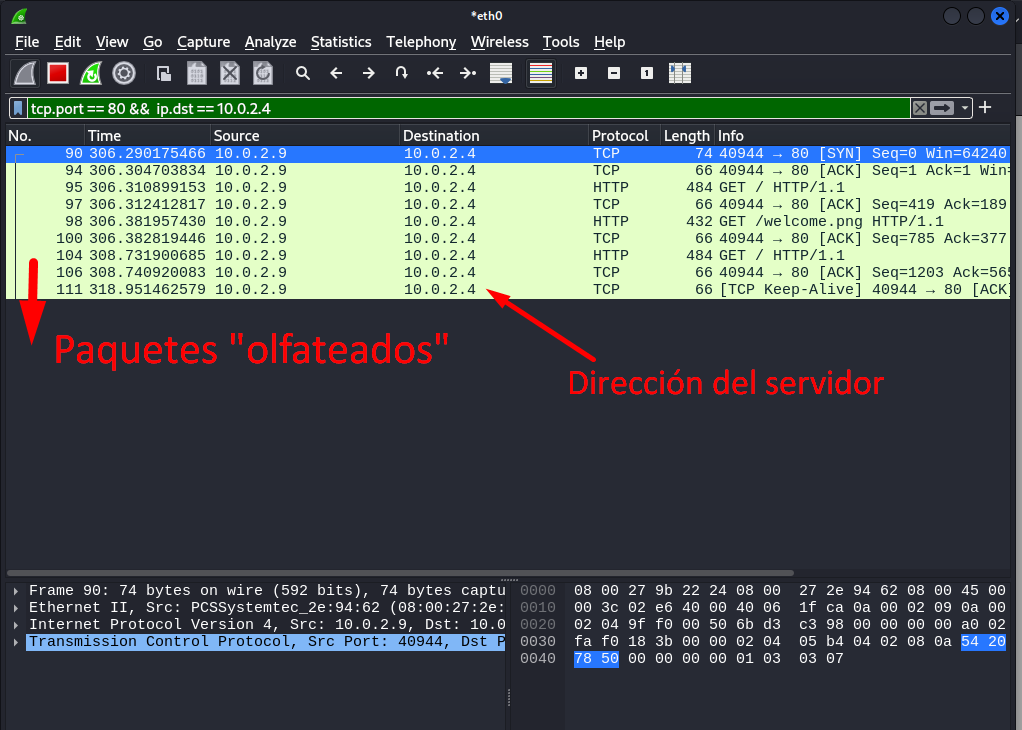 *eth0
File Edit View Go Capture Analyze Statistics Telephony Wireless Tools Help
tcp.port == 80 && ip.dst == 10.0.2.4
No. Time Source Destination Protocol Length Info
90 306.290175466 10.0.2.9 10.0.2.4 TCP 74 40944 → 80 [SYN] Seq=0 Win=64240
94 306.304703834 10.0.2.9 10.0.2.4 TCP 66 40944 → 80 [ACK] Seq=1 Ack=1 Win=
95 306.310899153 10.0.2.9 10.0.2.4 HTTP 484 GET / HTTP/1.1
97 306.312412817 10.0.2.9 10.0.2.4 TCP 66 40944 → 80 [ACK] Seq=419 Ack=189
98 306.381957430 10.0.2.9 10.0.2.4 HTTP 432 GET /welcome.png HTTP/1.1
100 306.382819446 10.0.2.9 10.0.2.4 TCP 66 40944 → 80 [ACK] Seq=785 Ack=377
104 308.731900685 10.0.2.9 10.0.2.4 HTTP 484 GET / HTTP/1.1
106 308.740920083 10.0.2.9 10.0.2.4 TCP 66 40944 → 80 [ACK] Seq=1203 Ack=565
111 318.951462579 10.0.2.9 10.0.2.4 TCP 66 [TCP Keep-Alive] 40944 → 80 [ACK]
Paquetes "olfateados"
Dirección del servidor
Frame 90: 74 bytes on wire (592 bits), 74 bytes captu
Ethernet II, Src: PCSSystemtec_2e:94:62 (08:00:27:2e:
Internet Protocol Version 4, Src: 10.0.2.9, Dst: 10.0
Transmission Control Protocol, Src Port: 40944, Dst P
0000 08 00 27 9b 22 24 08 00 27 2e 94 62 08 00 45 00
0010 00 3c 02 e6 40 00 40 06 1f ca 0a 00 02 09 0a 00
0020 02 04 9f f0 00 50 6b d3 c3 98 00 00 00 00 a0 02
0030 fa f0 18 3b 00 00 02 04 05 b4 04 02 08 0a 54 20
0040 78 50 00 00 00 00 01 03 03 07